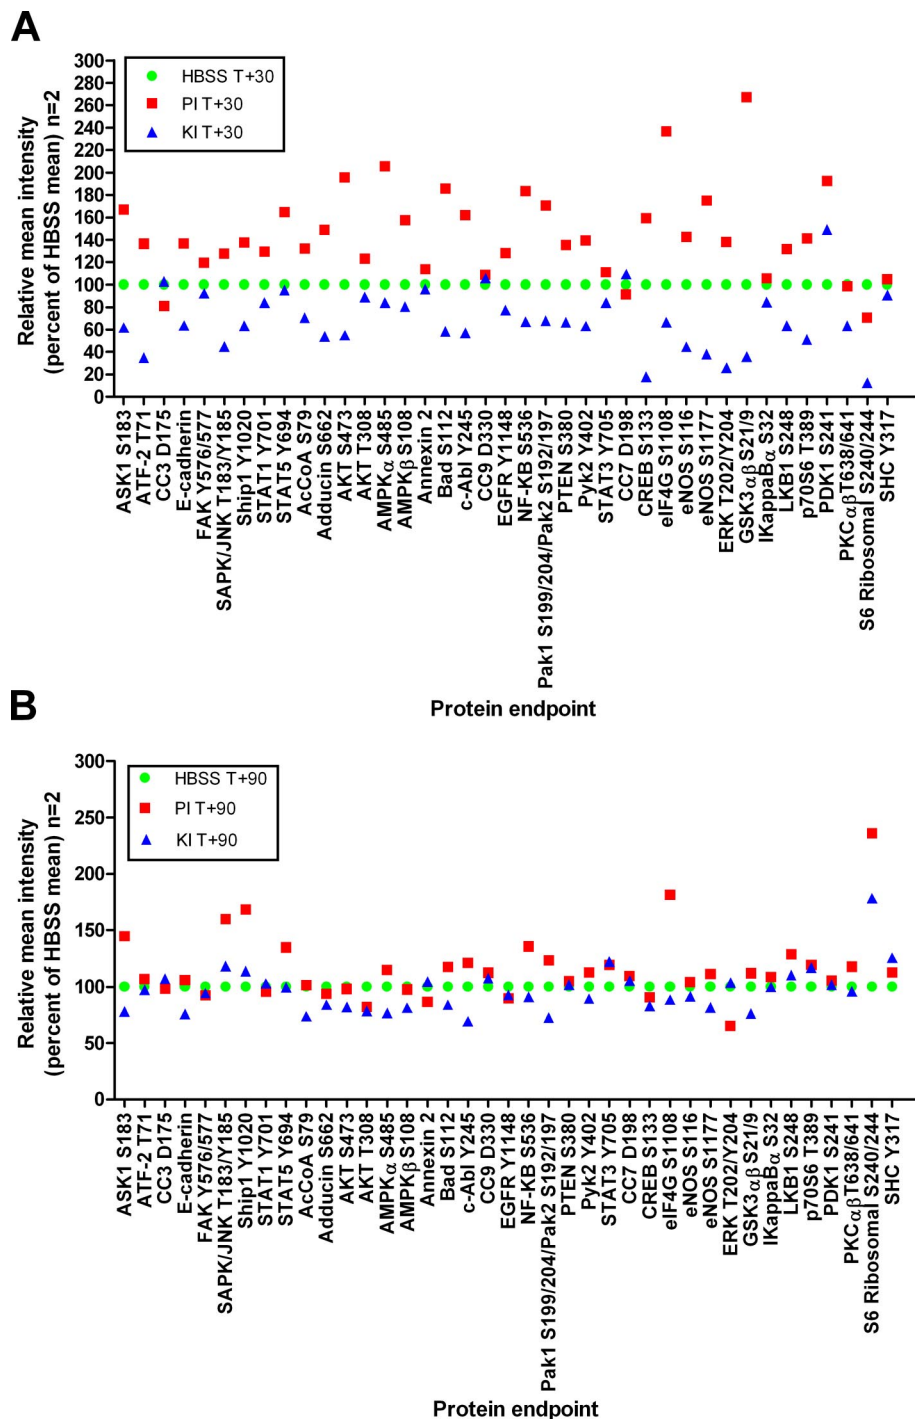 A
Relative mean intensity
(percent of HBSS mean) n=2
300
280
260
240
220
200
180
160
140
120
100
80
60
40
20
0
HBSS T+30
PI T+30
KI T+30
ASK1 S183
ATF-2 T71
CC3 D175
E-cadherin
FAK Y576/577
SAPK/JNK T183/Y185
Ship1 Y1020
STAT1 Y701
STAT5 Y694
AcCoA S79
Adducin S662
AKT S473
AKT T308
AMPKα S485
AMPKβ S108
Annexin 2
Bad S112
c-Abl Y245
CC9 D330
EGFR Y1148
NF-KB S536
Pak1 S199/204/Pak2 S192/197
PTEN S380
Pyk2 Y402
STAT3 Y705
CC7 D198
CREB S133
eIF4G S1108
eNOS S116
eNOS S1177
ERK T202/Y204
GSK3αβ S21/9
IKappaBα S32
LKB1 S248
p70S6 T389
PDK1 S241
PKCαβT638/641
S6 Ribosomal S240/244
SHC Y317
Protein endpoint
B
Relative mean intensity
(percent of HBSS mean) n=2
300
250
200
150
100
50
0
HBSS T+90
PI T+90
KI T+90
ASK1 S183
ATF-2 T71
CC3 D175
E-cadherin
FAK Y576/577
SAPK/JNK T183/Y185
Ship1 Y1020
STAT1 Y701
STAT5 Y694
AcCoA S79
Adducin S662
AKT S473
AKT T308
AMPKα S485
AMPKβ S108
Annexin 2
Bad S112
c-Abl Y245
CC9 D330
EGFR Y1148
NF-KB S536
Pak1 S199/204/Pak2 S192/197
PTEN S380
Pyk2 Y402
STAT3 Y705
CC7 D198
CREB S133
eIF4G S1108
eNOS S116
eNOS S1177
ERK T202/Y204
GSK3αβ S21/9
IKappaBα S32
LKB1 S248
p70S6 T389
PDK1 S241
PKCαβT638/641
S6 Ribosomal S240/244
SHC Y317
Protein endpoint